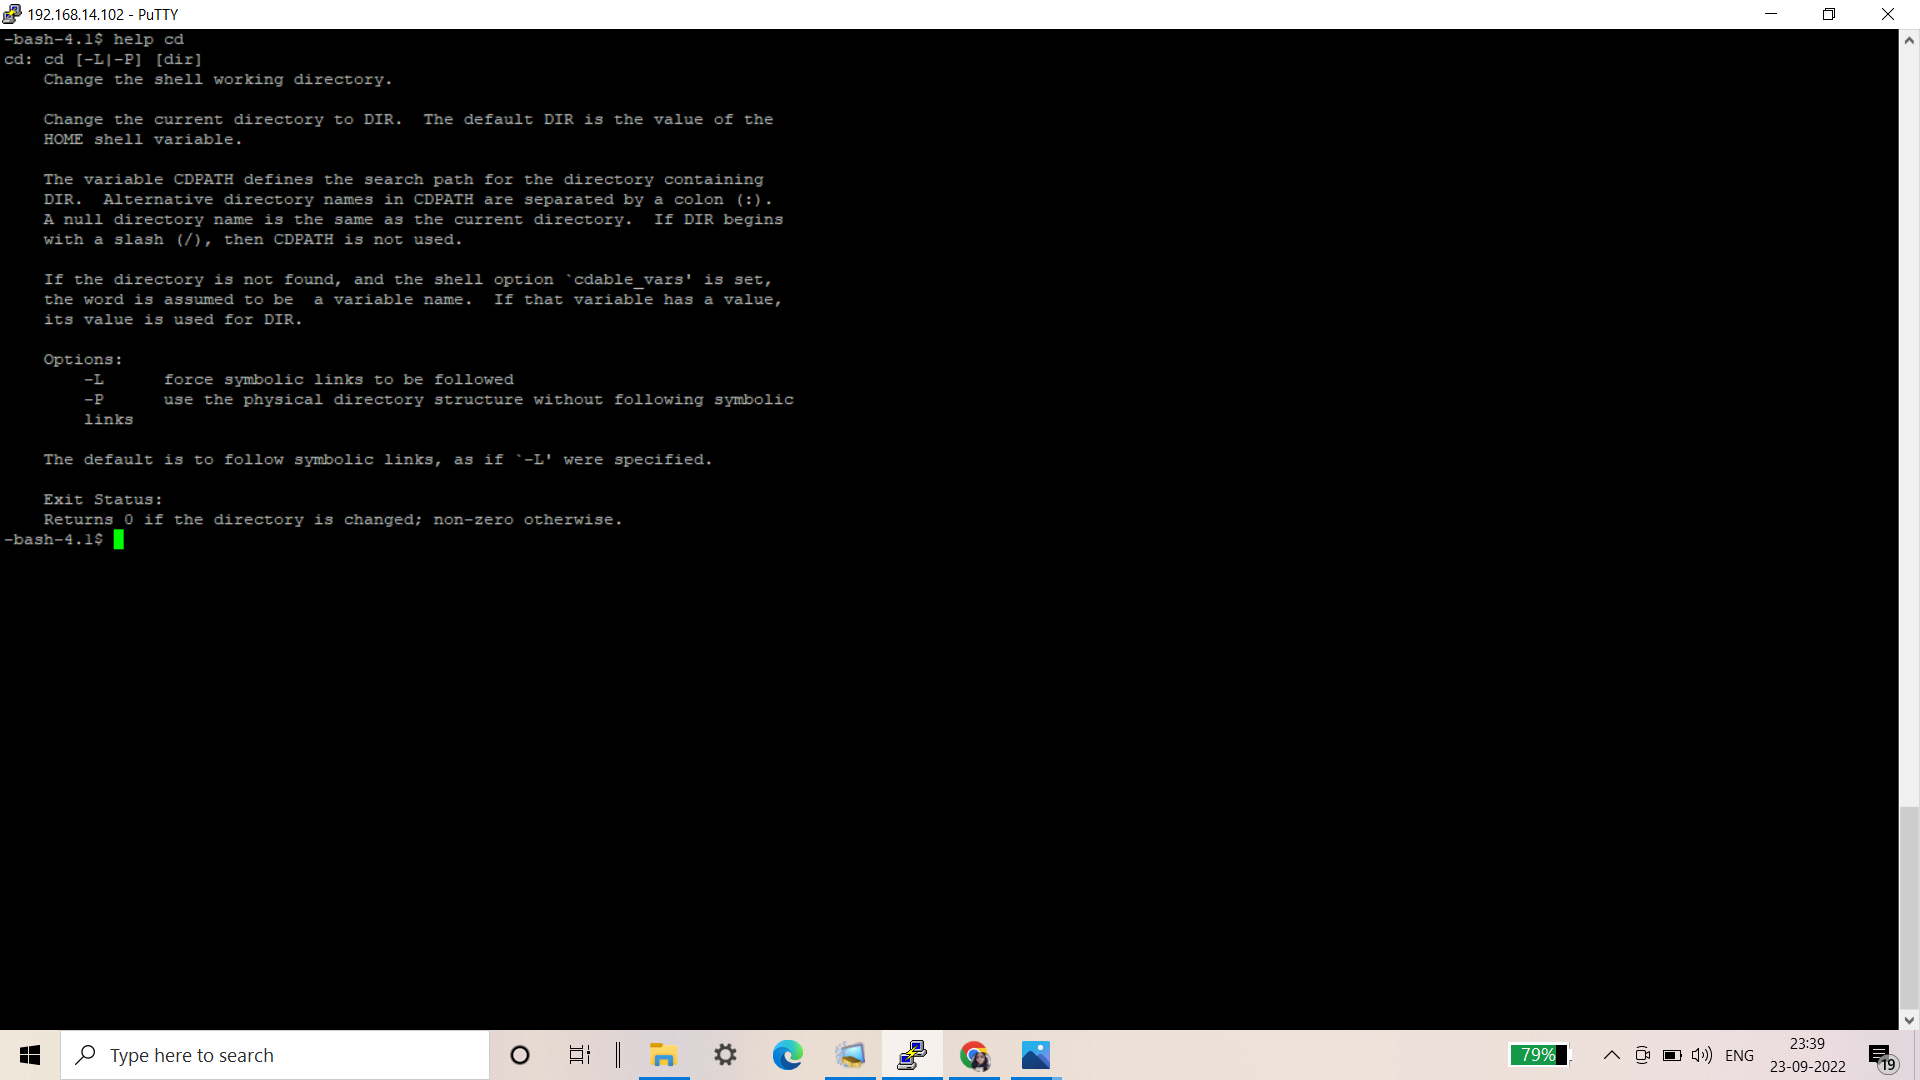 192.168.14.102 - PuTTY
-bash-4.1$ help cd
cd: cd [-L|-P] [dir]
    Change the shell working directory.

    Change the current directory to DIR.  The default DIR is the value of the
    HOME shell variable.

    The variable CDPATH defines the search path for the directory containing
    DIR.  Alternative directory names in CDPATH are separated by a colon (:).
    A null directory name is the same as the current directory.  If DIR begins
    with a slash (/), then CDPATH is not used.

    If the directory is not found, and the shell option `cdable_vars' is set,
    the word is assumed to be  a variable name.  If that variable has a value,
    its value is used for DIR.

    Options:
        -L      force symbolic links to be followed
        -P      use the physical directory structure without following symbolic
        links

    The default is to follow symbolic links, as if `-L' were specified.

    Exit Status:
    Returns 0 if the directory is changed; non-zero otherwise.
-bash-4.1$
Type here to search
79%
ENG
23:39
23-09-2022
19